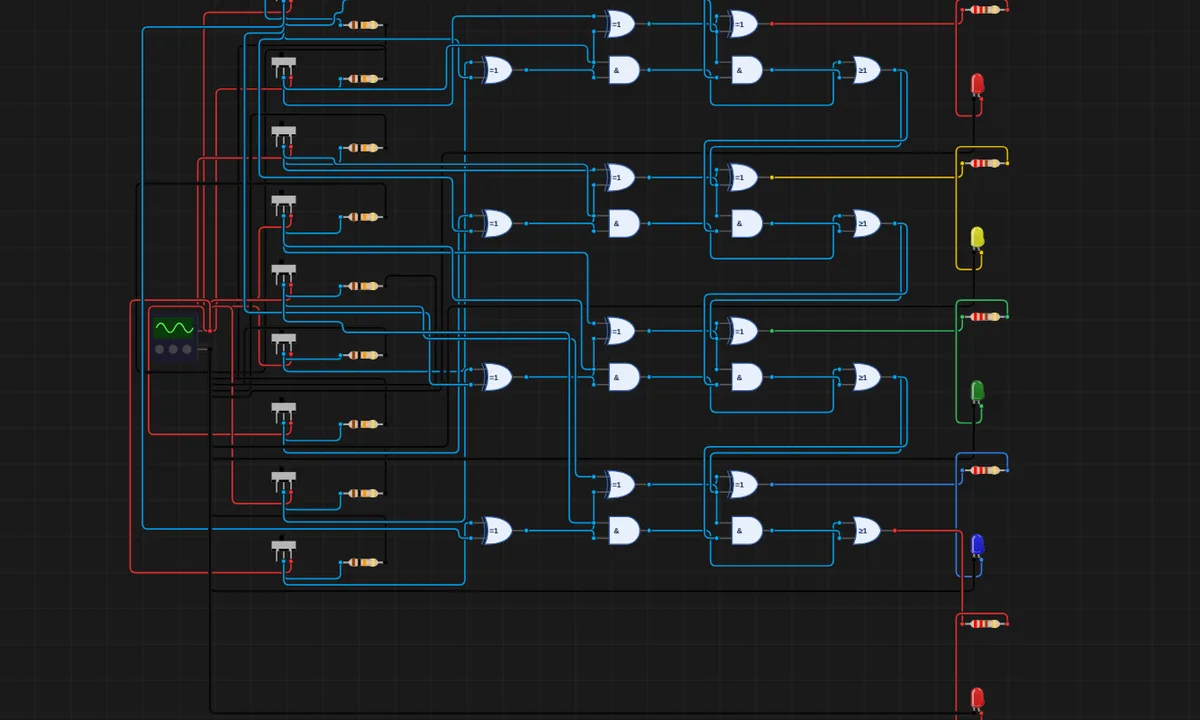 =1 =1
=1 & & ≥1
=1 =1
=1 & & ≥1
=1 =1
=1 & & ≥1
=1 =1
=1 & & ≥1